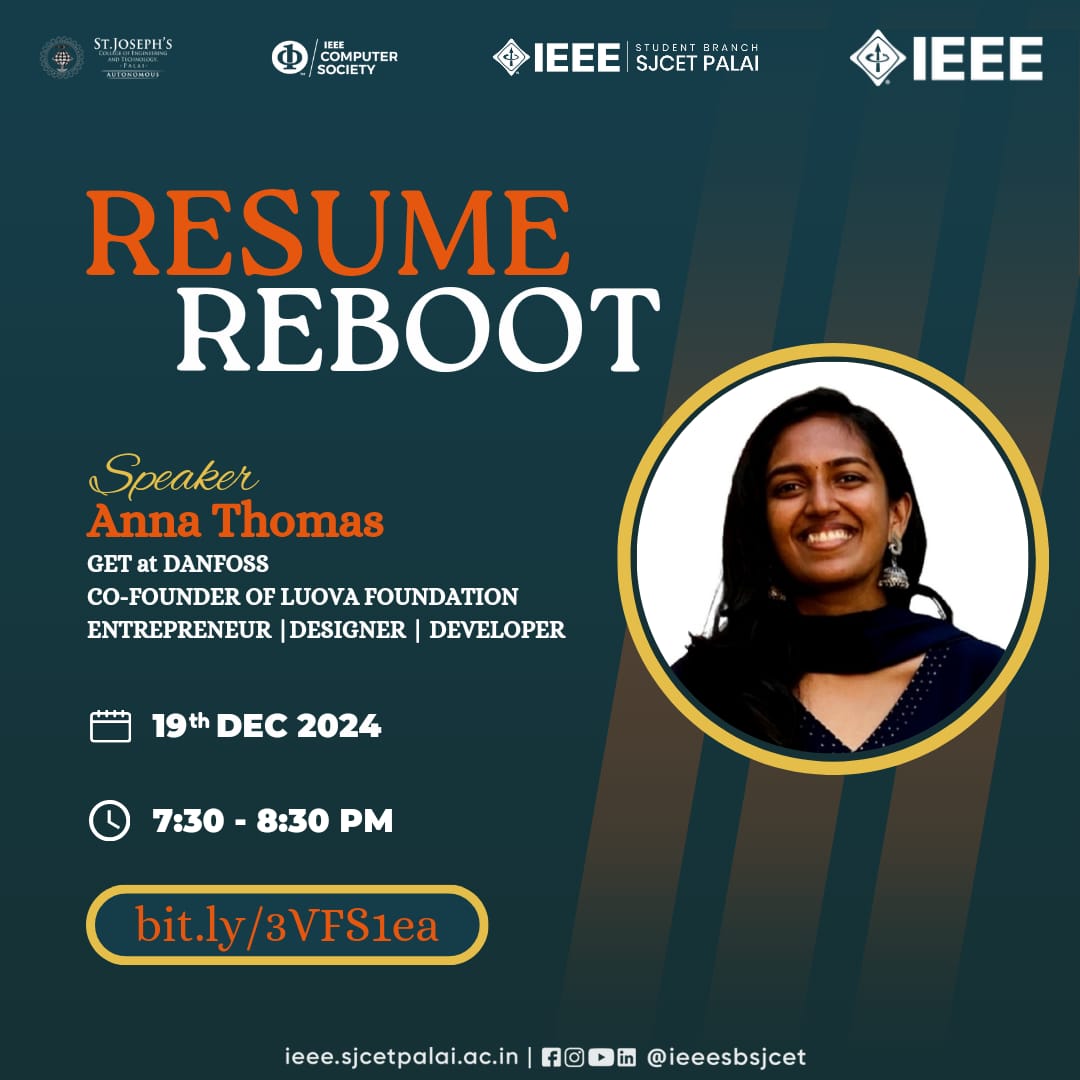 ST.JOSEPH'S
COLLEGE OF ENGINEERING
AND TECHNOLOGY
- PALAI -
AUTONOMOUS
IEEE
COMPUTER
SOCIETY
IEEE
STUDENT BRANCH
SJCET PALAI
IEEE
RESUME
REBOOT
Speaker
Anna Thomas
GET at DANFOSS
CO-FOUNDER OF LUOVA FOUNDATION
ENTREPRENEUR |DESIGNER | DEVELOPER
19th DEC 2024
7:30 - 8:30 PM
bit.ly/3VFS1ea
ieee.sjcetpalai.ac.in | @ieeesbsjcet